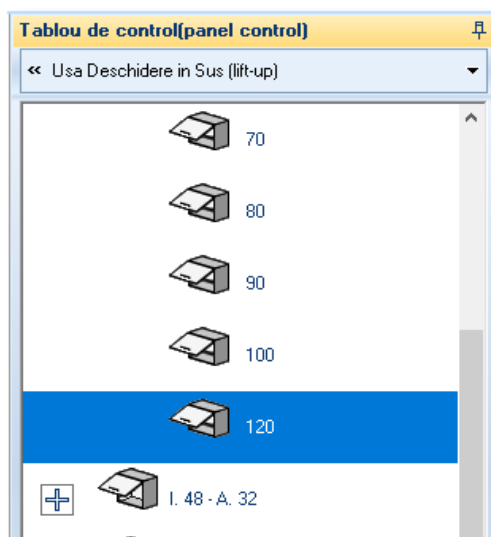 Tablou de control(panel control)
« Usa Deschidere in Sus (lift-up)
70
80
90
100
120
I. 48 - A. 32